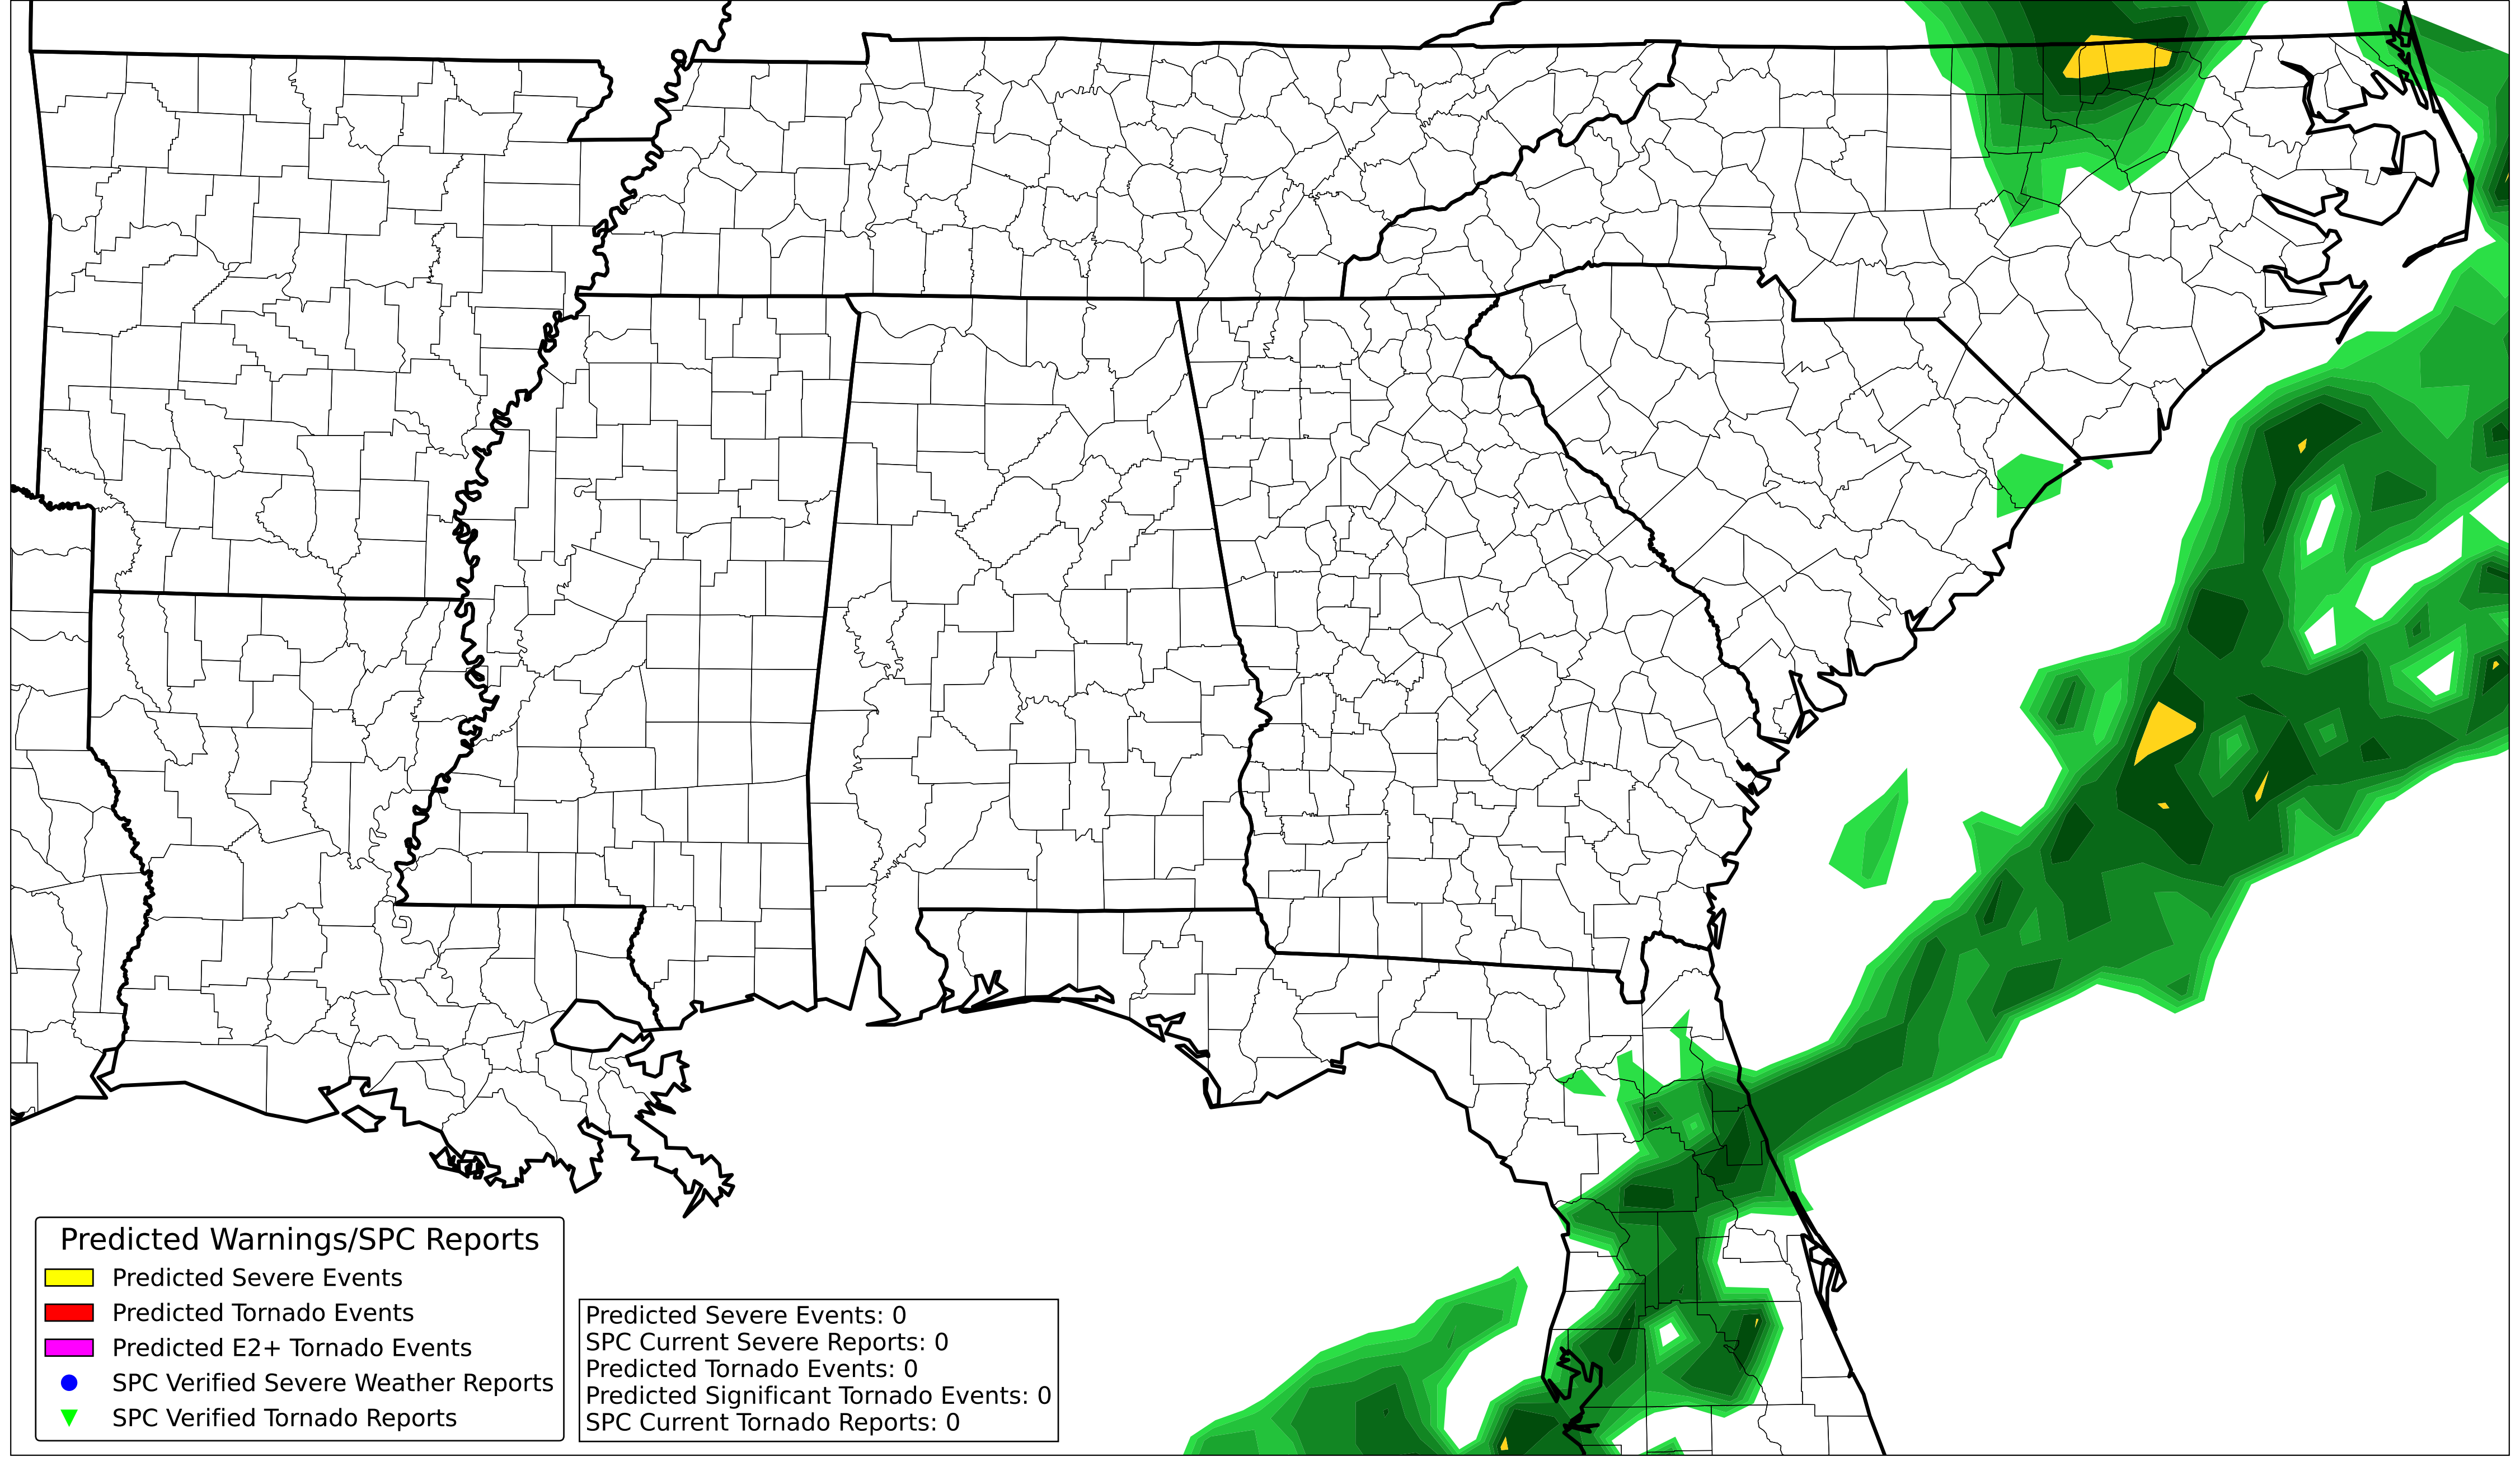 Predicted Warnings/SPC Reports
Predicted Severe Events
Predicted Tornado Events
Predicted E2+ Tornado Events
SPC Verified Severe Weather Reports
SPC Verified Tornado Reports
Predicted Severe Events: 0
SPC Current Severe Reports: 0
Predicted Tornado Events: 0
Predicted Significant Tornado Events: 0
SPC Current Tornado Reports: 0